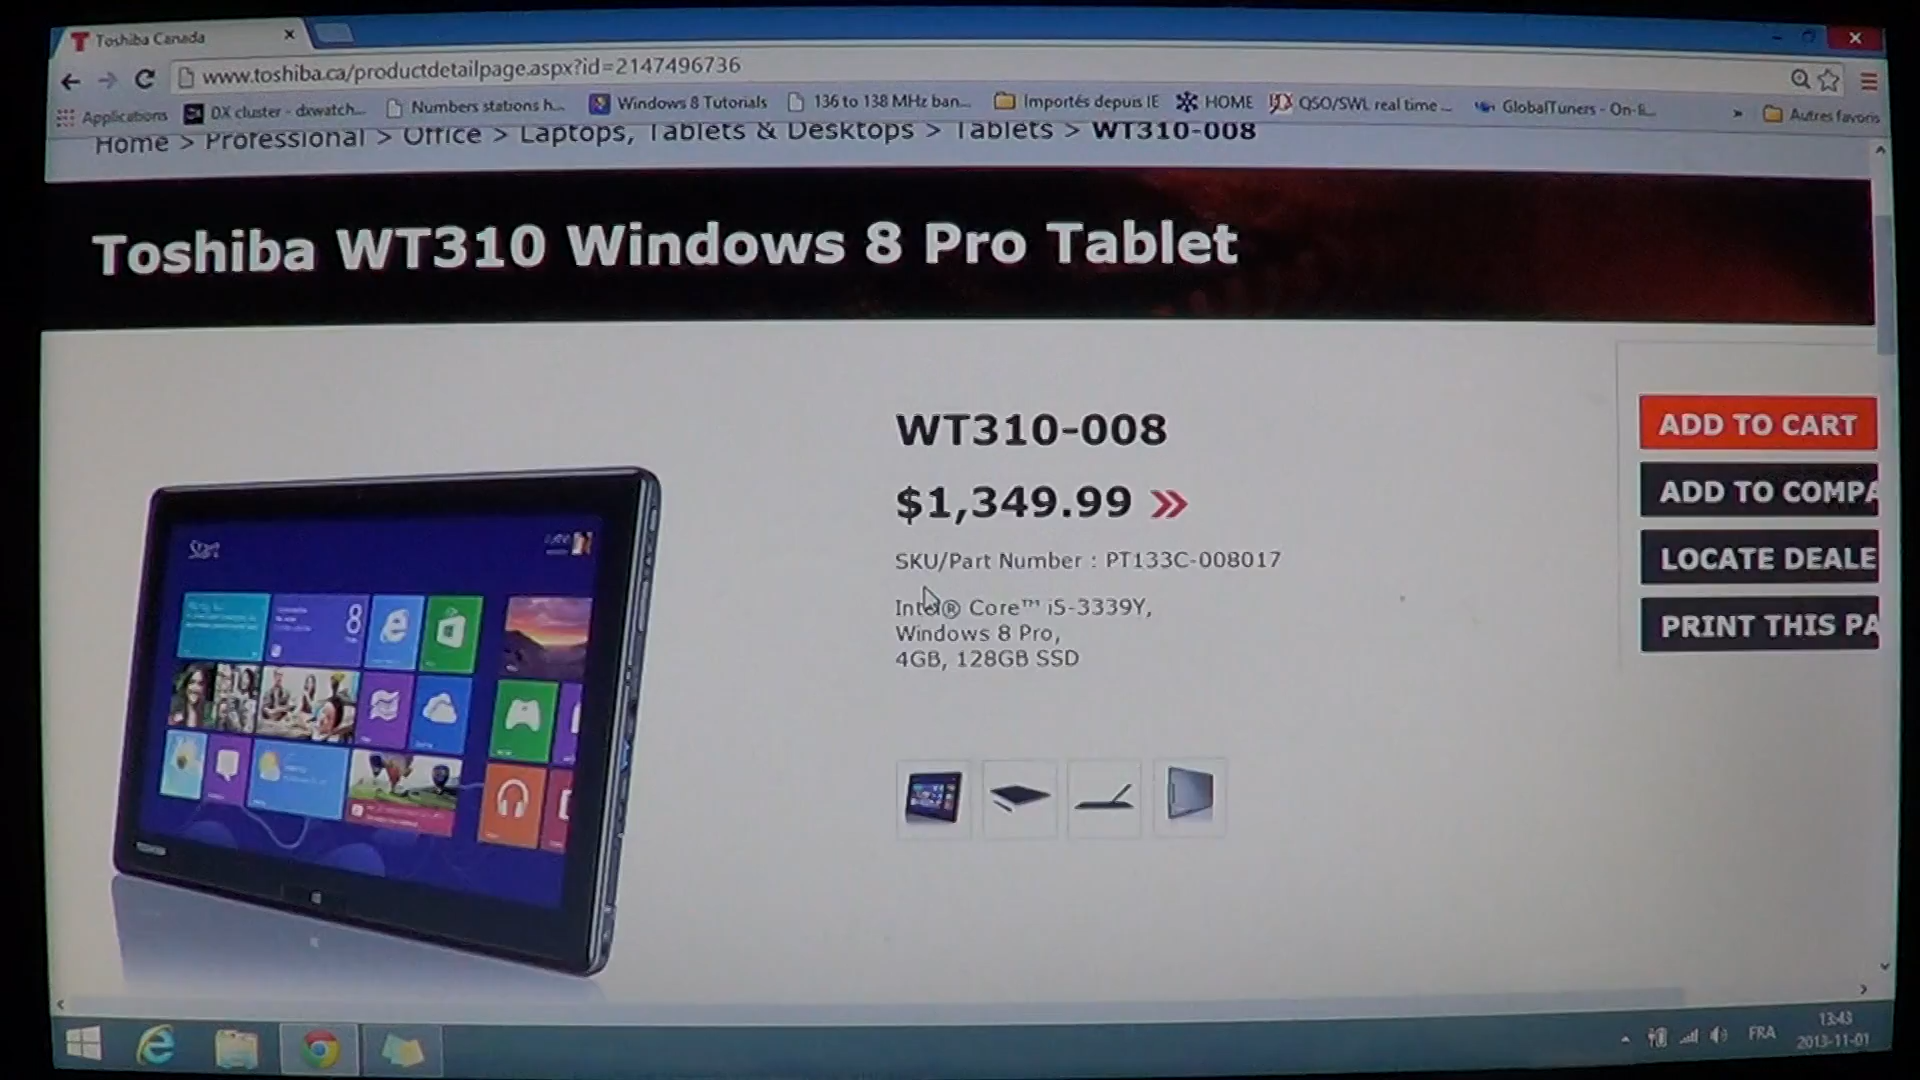 Toshiba Canada
www.toshiba.ca/productdetailpage.aspx?id=2147496736
Applications DX cluster - dxwatch... Numbers stations h... Windows 8 Tutorials 136 to 138 MHz ban... Importés depuis IE HOME QSO/SWL real time ... GlobalTuners - On-li... » Autres favoris
Home > Professional > Office > Laptops, Tablets & Desktops > Tablets > WT310-008
Toshiba WT310 Windows 8 Pro Tablet
WT310-008
$1,349.99 »
SKU/Part Number : PT133C-008017
Intel® Core™ i5-3339Y,
Windows 8 Pro,
4GB, 128GB SSD
ADD TO CART
ADD TO COMPA
LOCATE DEALE
PRINT THIS PA
Start
8
TOSHIBA
FRA
13:43
2013-11-01